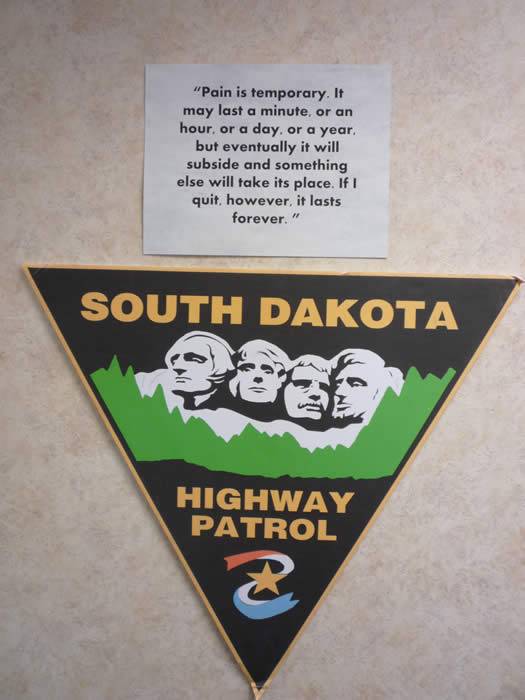 "Pain is temporary. It
may last a minute, or an
hour, or a day, or a year,
but eventually it will
subside and something
else will take its place. If I
quit, however, it lasts
forever. "
SOUTH DAKOTA
HIGHWAY
PATROL